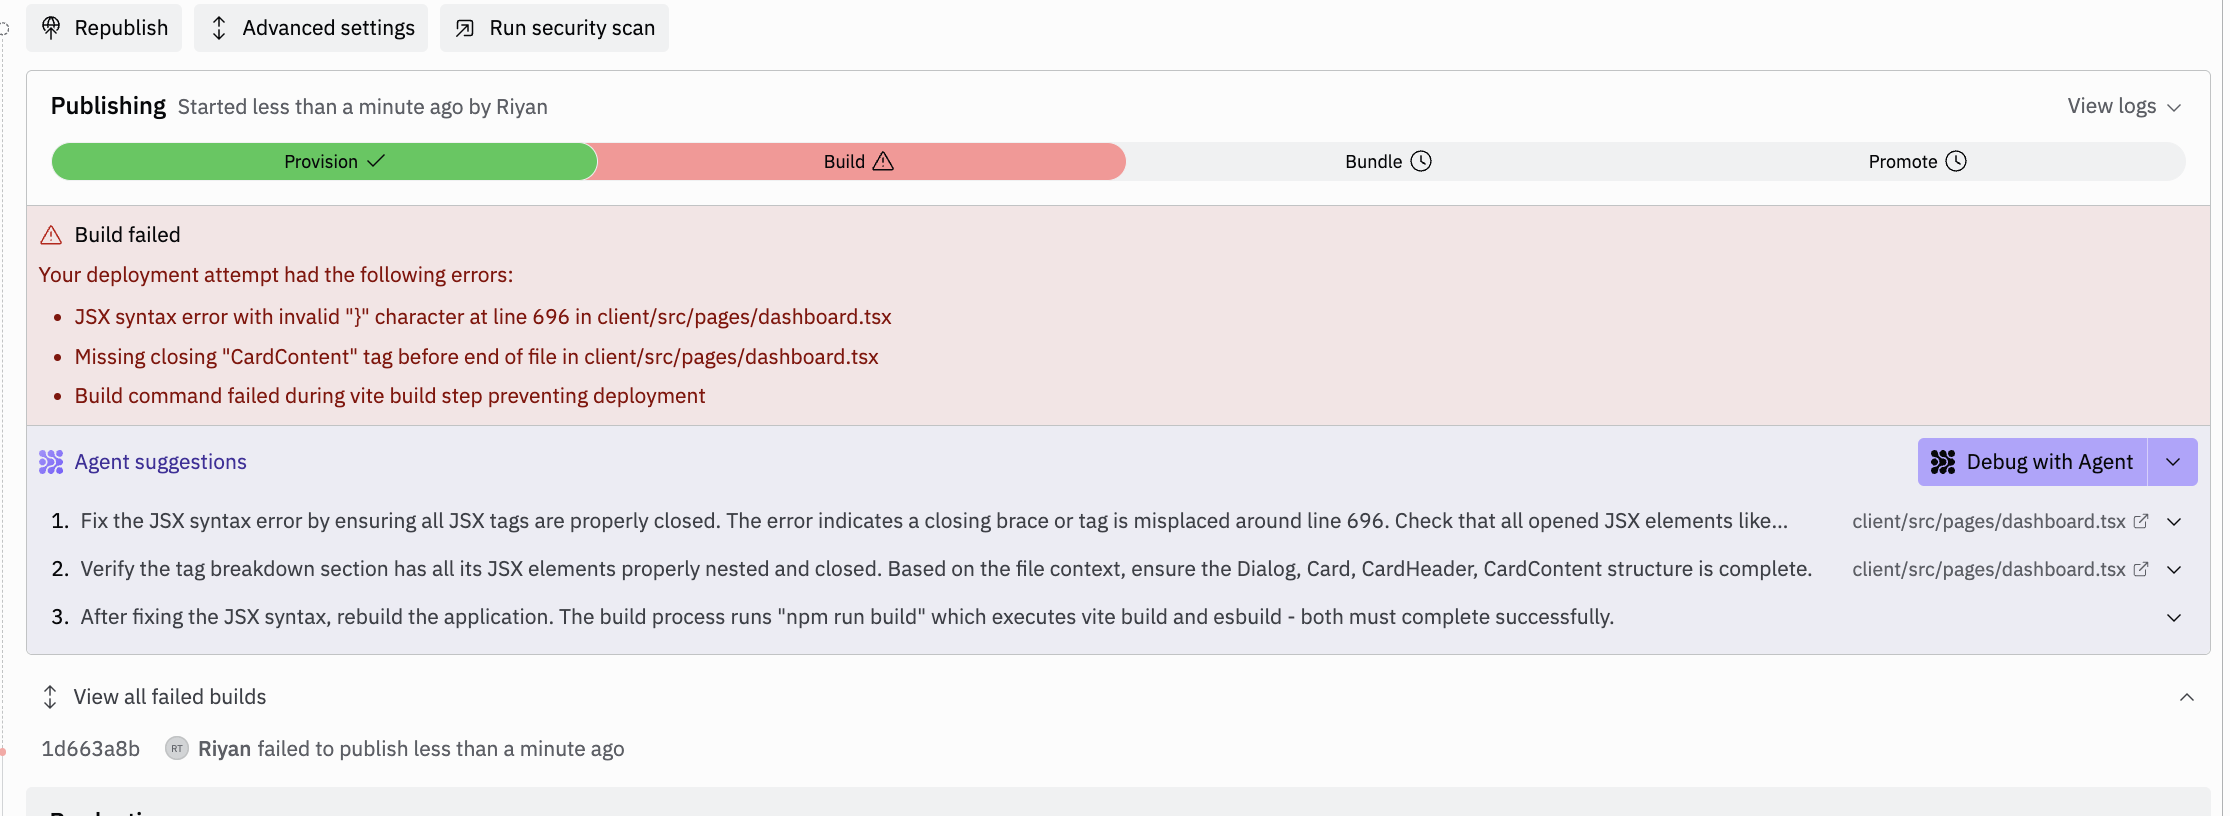 Republish
Advanced settings
Run security scan
Publishing Started less than a minute ago by Riyan
View logs
Provision
Build
Bundle
Promote
Build failed
Your deployment attempt had the following errors:
• JSX syntax error with invalid "}" character at line 696 in client/src/pages/dashboard.tsx
• Missing closing "CardContent" tag before end of file in client/src/pages/dashboard.tsx
• Build command failed during vite build step preventing deployment
Agent suggestions
Debug with Agent
1. Fix the JSX syntax error by ensuring all JSX tags are properly closed. The error indicates a closing brace or tag is misplaced around line 696. Check that all opened JSX elements like...
client/src/pages/dashboard.tsx
2. Verify the tag breakdown section has all its JSX elements properly nested and closed. Based on the file context, ensure the Dialog, Card, CardHeader, CardContent structure is complete.
client/src/pages/dashboard.tsx
3. After fixing the JSX syntax, rebuild the application. The build process runs "npm run build" which executes vite build and esbuild - both must complete successfully.
View all failed builds
1d663a8b RT Riyan failed to publish less than a minute ago